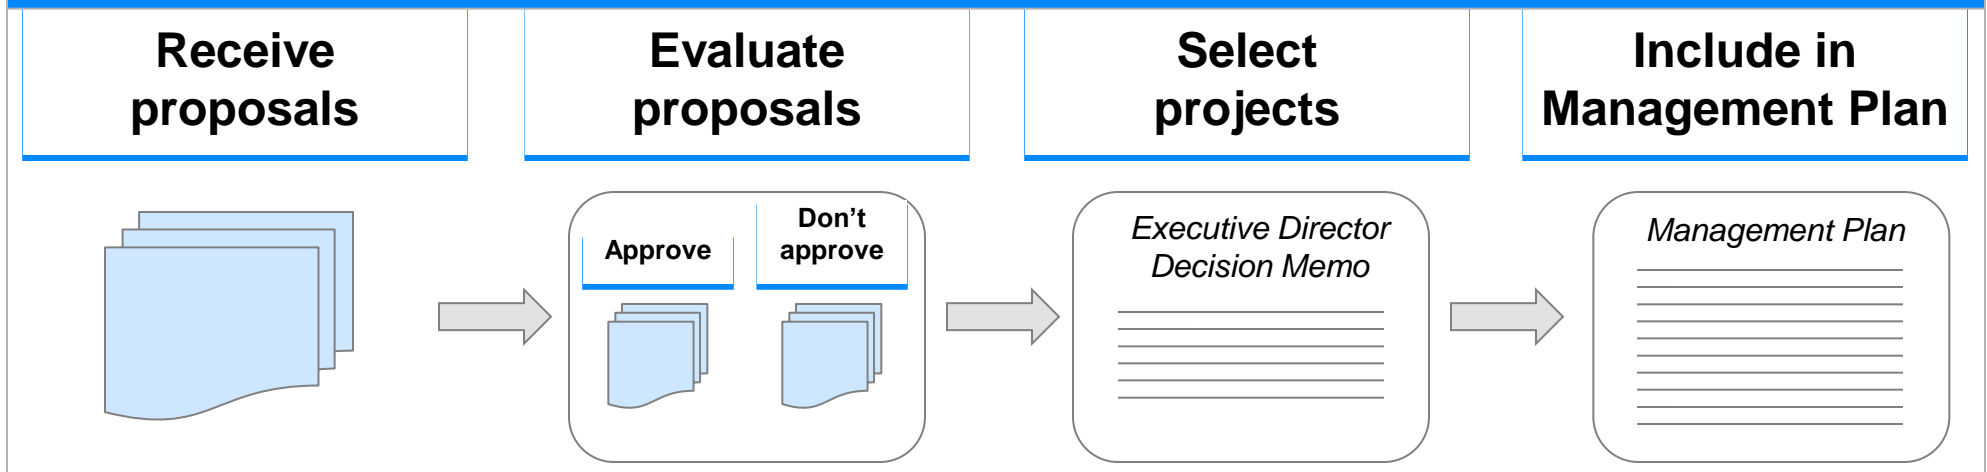 Receive
proposals
Evaluate
proposals
Select
projects
Include in
Management Plan
Approve
Don’t
approve
Executive Director
Decision Memo
Management Plan